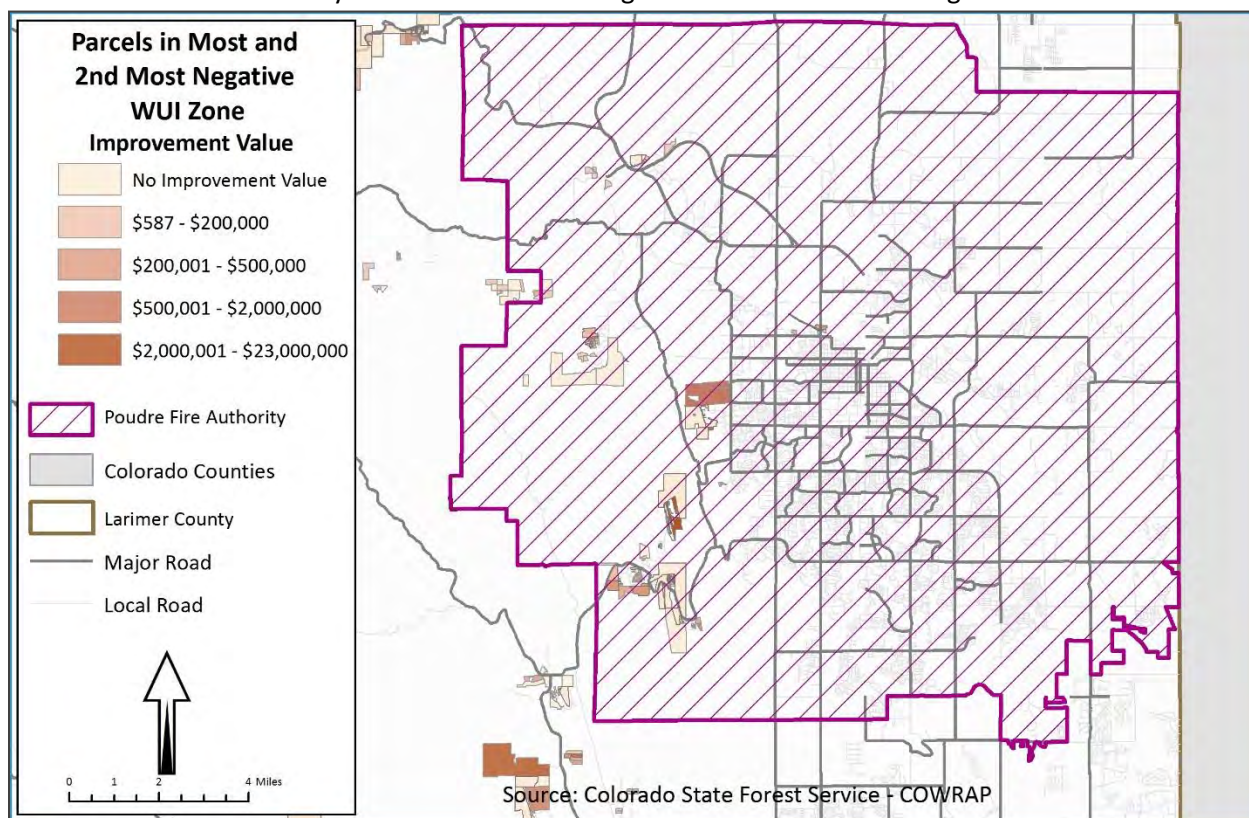 Parcels in Most and
2nd Most Negative
WUI Zone
Improvement Value
No Improvement Value
$587 - $200,000
$200,001 - $500,000
$500,001 - $2,000,000
$2,000,001 - $23,000,000
Poudre Fire Authority
Colorado Counties
Larimer County
Major Road
Local Road
0 1 2 4 Miles
Source: Colorado State Forest Service - COWRAP